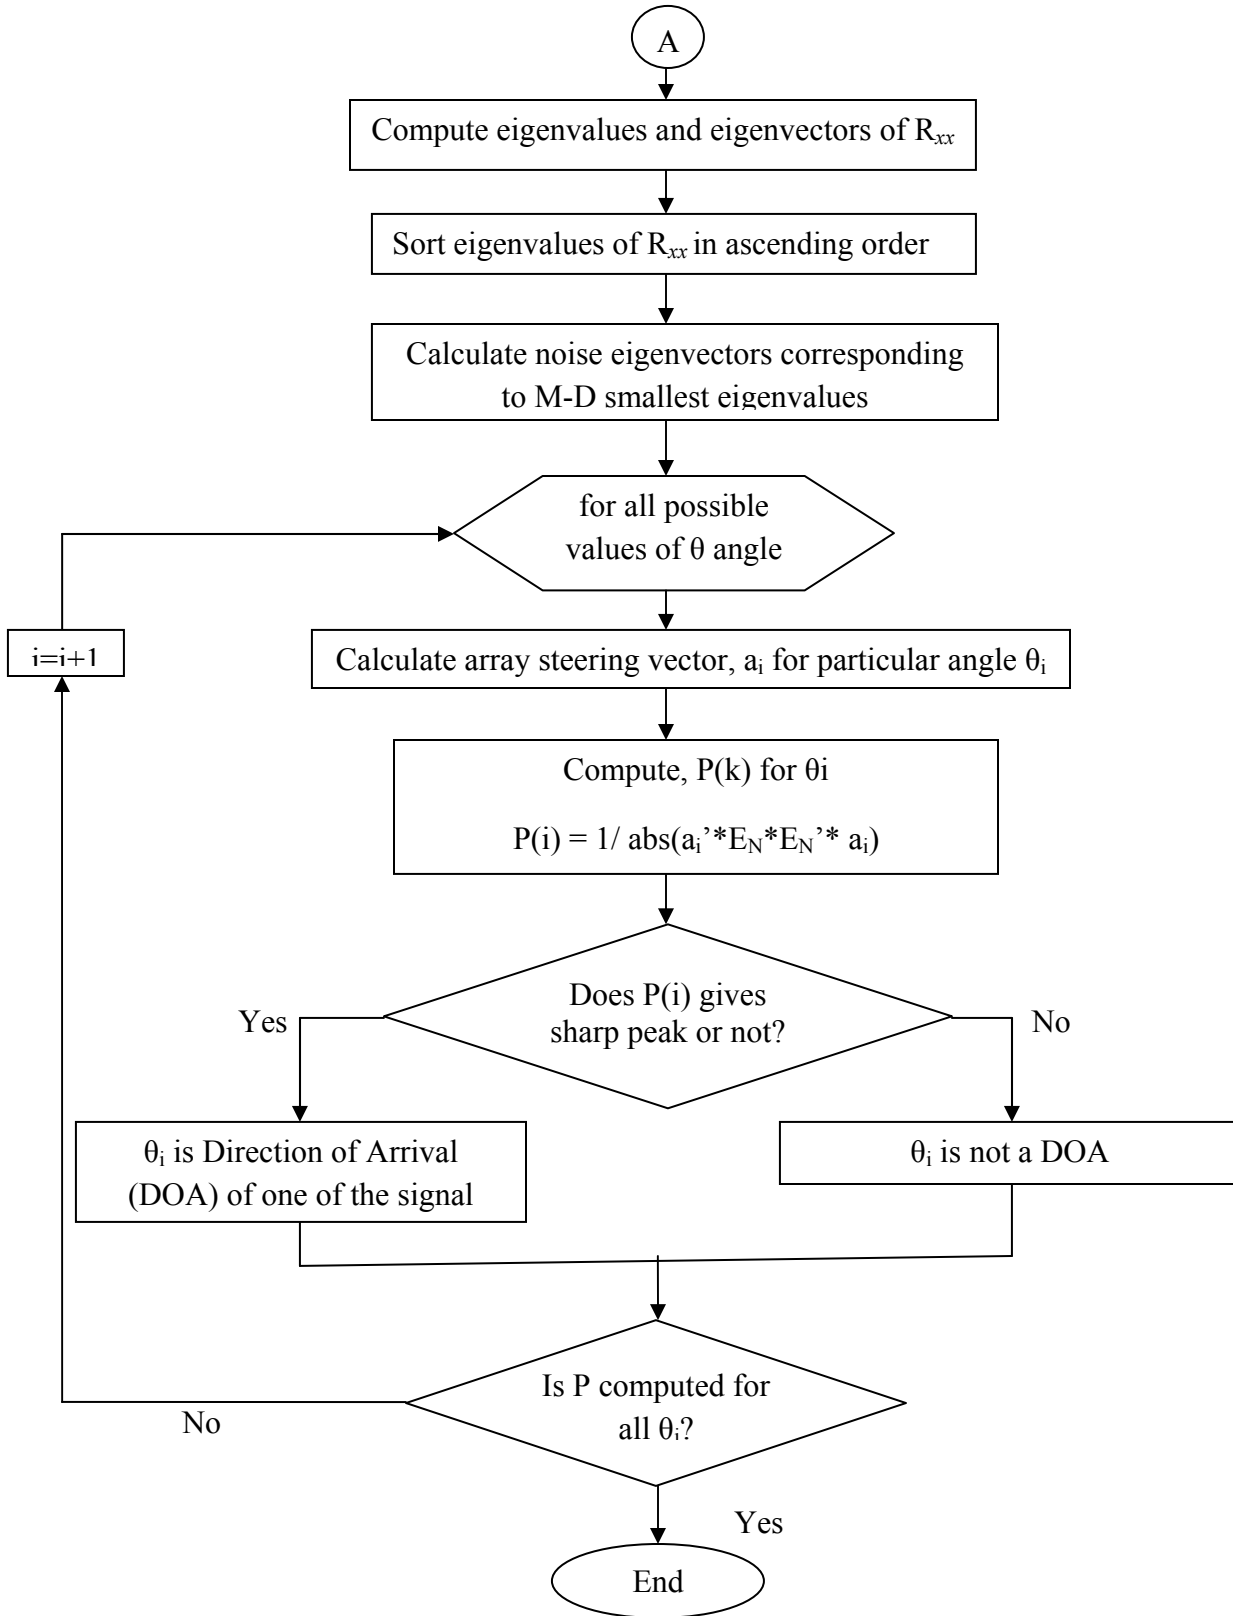 A
Compute eigenvalues and eigenvectors of Rxx
Sort eigenvalues of Rxx in ascending order
Calculate noise eigenvectors corresponding
to M-D smallest eigenvalues
for all possible
values of θ angle
i=i+1
Calculate array steering vector, ai for particular angle θi
Compute, P(k) for θi
P(i) = 1/ abs(ai’*EN*EN’* ai)
Does P(i) gives
sharp peak or not?
Yes
No
θi is Direction of Arrival
(DOA) of one of the signal
θi is not a DOA
Is P computed for
all θi?
No
Yes
End